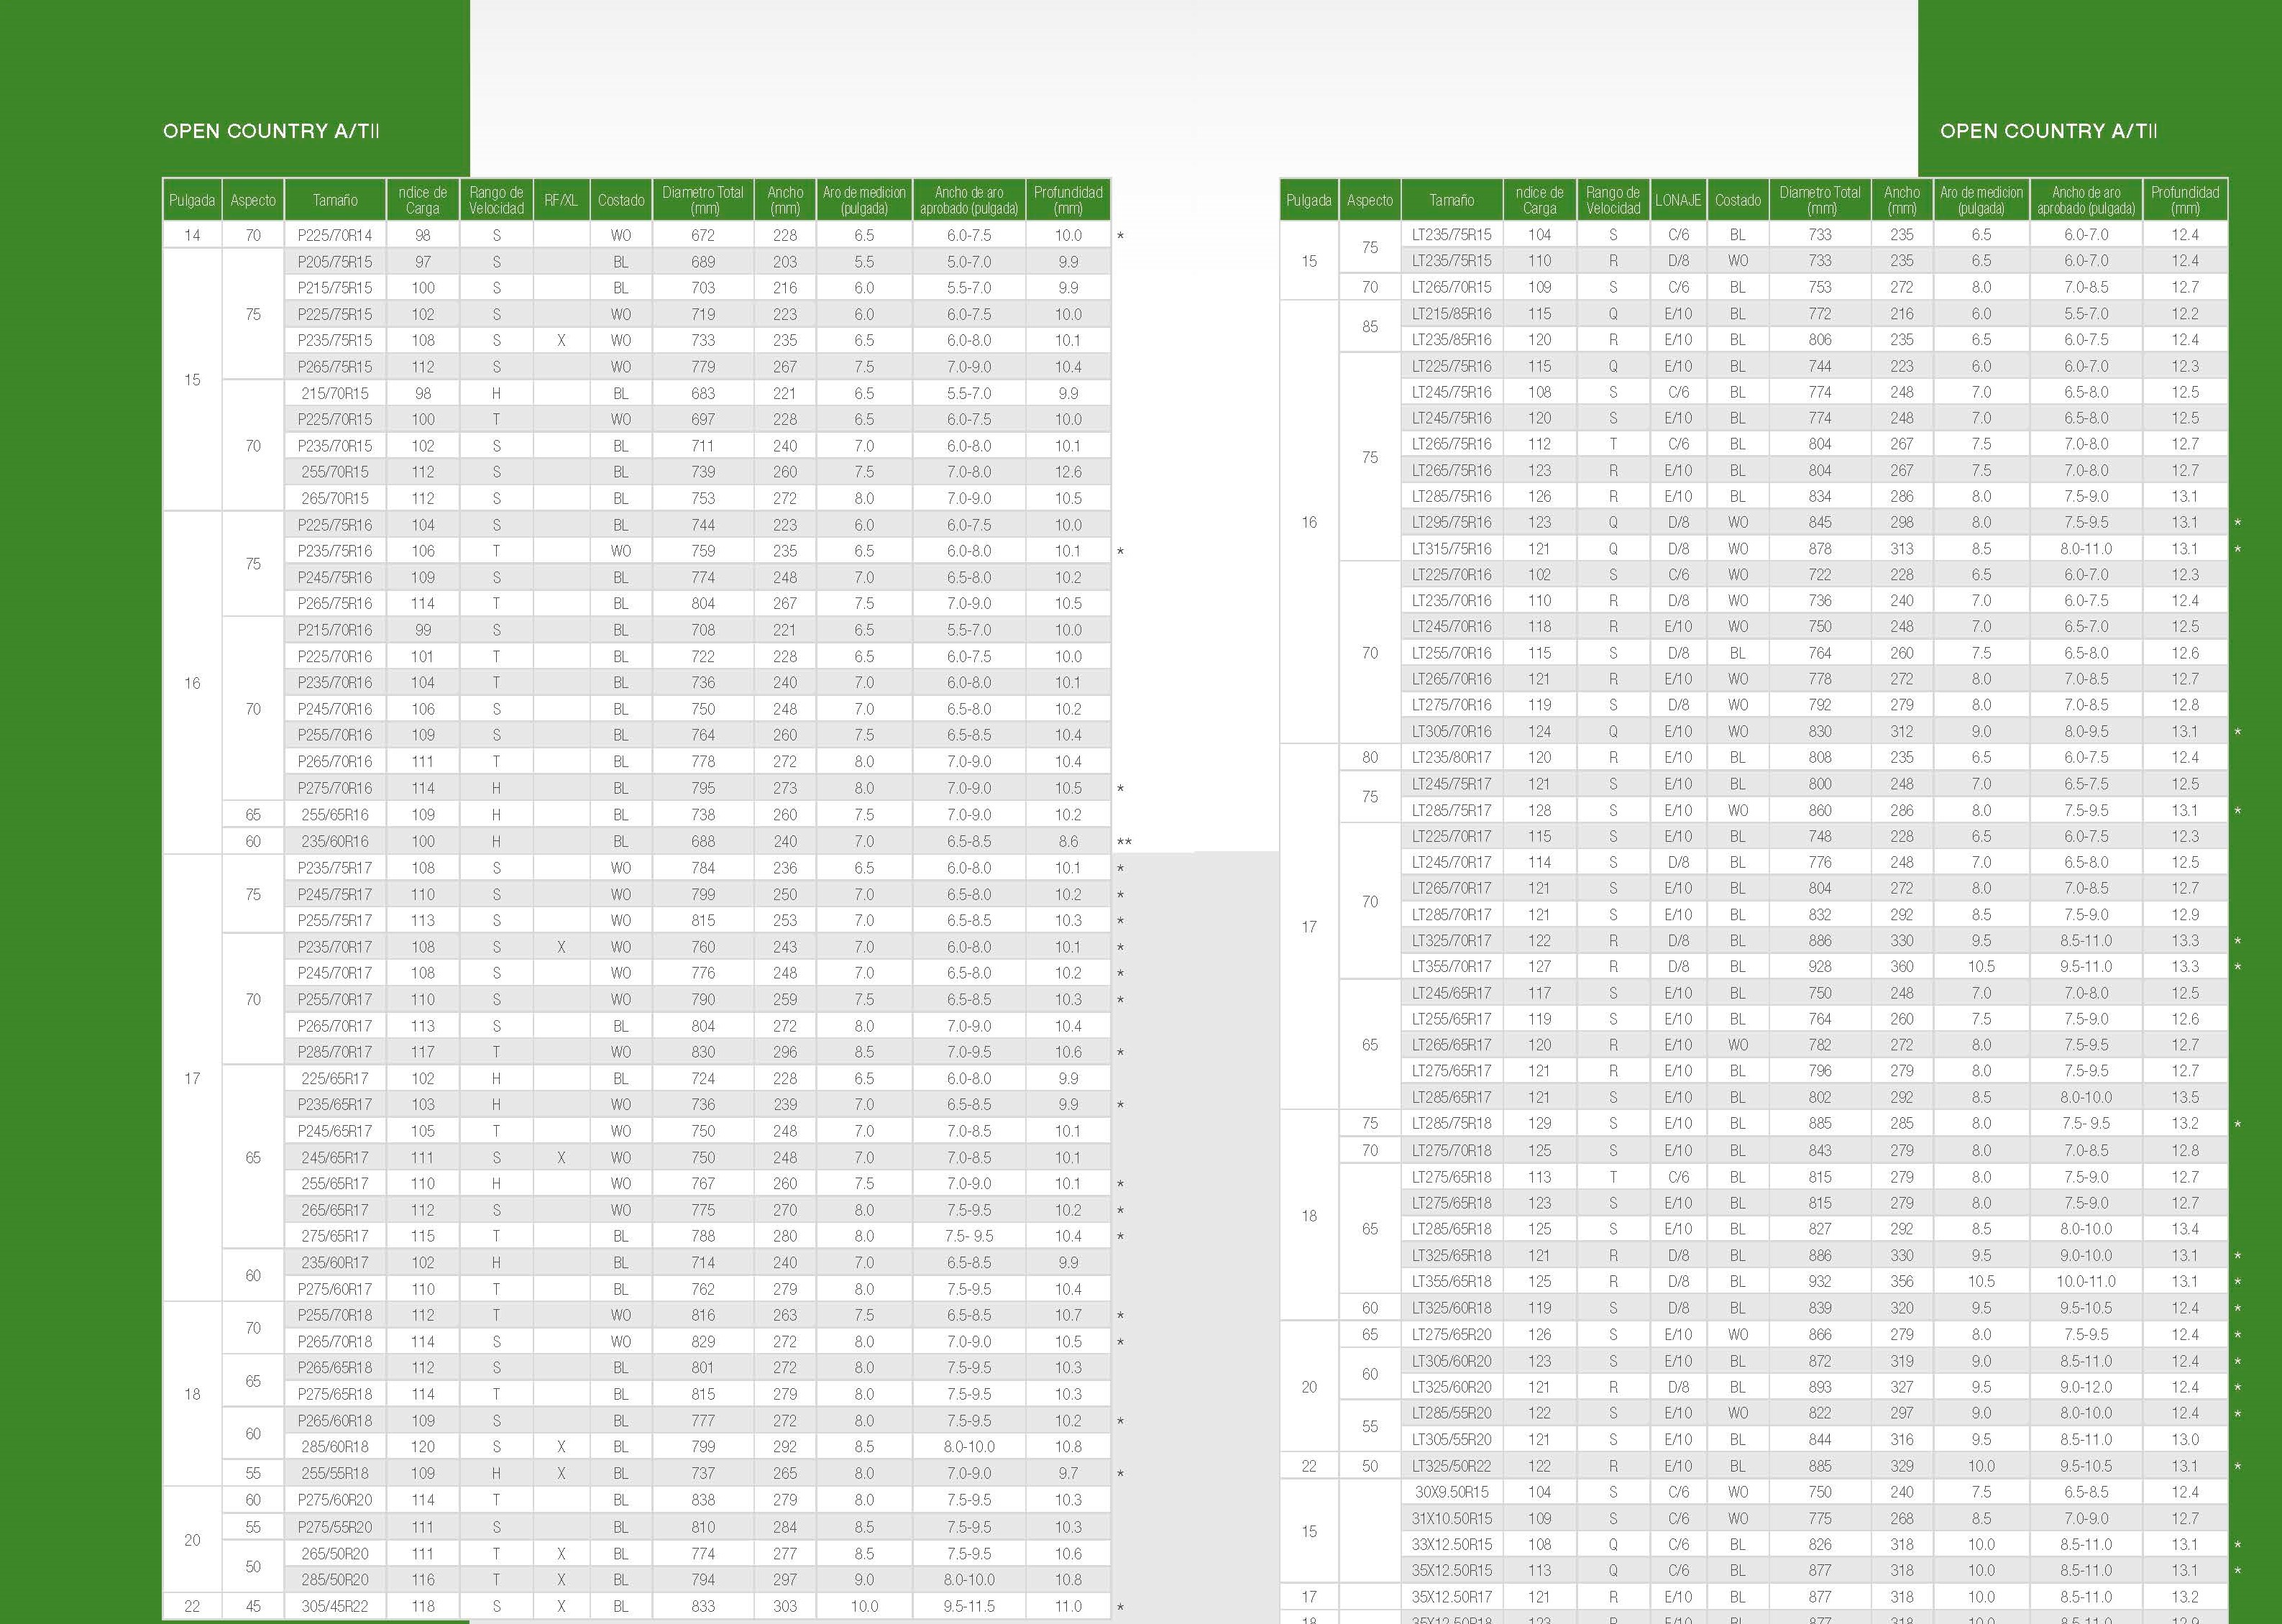 OPEN COUNTRY A/TII
Pulgada Aspecto Tamaño ndice de Carga Rango de Velocidad RF/XL Costado Diametro Total (mm) Ancho (mm) Aro de medicion (pulgada) Ancho de aro aprobado (pulgada) Profundidad (mm)
14 70 P225/70R14 98 S WO 672 228 6.5 6.0-7.5 10.0 *
15 75 P205/75R15 97 S BL 689 203 5.5 5.0-7.0 9.9
P215/75R15 100 S BL 703 216 6.0 5.5-7.0 9.9
P225/75R15 102 S WO 719 223 6.0 6.0-7.5 10.0
P235/75R15 108 S X WO 733 235 6.5 6.0-8.0 10.1
P265/75R15 112 S WO 779 267 7.5 7.0-9.0 10.4
70 215/70R15 98 H BL 683 221 6.5 5.5-7.0 9.9
P225/70R15 100 T WO 697 228 6.5 6.0-7.5 10.0
P235/70R15 102 S BL 711 240 7.0 6.0-8.0 10.1
255/70R15 112 S BL 739 260 7.5 7.0-8.0 12.6
265/70R15 112 S BL 753 272 8.0 7.0-9.0 10.5
16 75 P225/75R16 104 S BL 744 223 6.0 6.0-7.5 10.0
P235/75R16 106 T WO 759 235 6.5 6.0-8.0 10.1 *
P245/75R16 109 S BL 774 248 7.0 6.5-8.0 10.2
P265/75R16 114 T BL 804 267 7.5 7.0-9.0 10.5
70 P215/70R16 99 S BL 708 221 6.5 5.5-7.0 10.0
P225/70R16 101 T BL 722 228 6.5 6.0-7.5 10.0
P235/70R16 104 T BL 736 240 7.0 6.0-8.0 10.1
P245/70R16 106 S BL 750 248 7.0 6.5-8.0 10.2
P255/70R16 109 S BL 764 260 7.5 6.5-8.5 10.4
P265/70R16 111 T BL 778 272 8.0 7.0-9.0 10.4
P275/70R16 114 H BL 795 273 8.0 7.0-9.0 10.5 *
65 255/65R16 109 H BL 738 260 7.5 7.0-9.0 10.2
60 235/60R16 100 H BL 688 240 7.0 6.5-8.5 8.6 **
17 75 P235/75R17 108 S WO 784 236 6.5 6.0-8.0 10.1 *
P245/75R17 110 S WO 799 250 7.0 6.5-8.0 10.2 *
P255/75R17 113 S WO 815 253 7.0 6.5-8.5 10.3 *
70 P235/70R17 108 S X WO 760 243 7.0 6.0-8.0 10.1 *
P245/70R17 108 S WO 776 248 7.0 6.5-8.0 10.2 *
P255/70R17 110 S WO 790 259 7.5 6.5-8.5 10.3 *
P265/70R17 113 S BL 804 272 8.0 7.0-9.0 10.4
P285/70R17 117 T WO 830 296 8.5 7.0-9.5 10.6 *
65 225/65R17 102 H BL 724 228 6.5 6.0-8.0 9.9
P235/65R17 103 H WO 736 239 7.0 6.5-8.5 9.9 *
P245/65R17 105 T WO 750 248 7.0 7.0-8.5 10.1
245/65R17 111 S X WO 750 248 7.0 7.0-8.5 10.1
255/65R17 110 H WO 767 260 7.5 7.0-9.0 10.1 *
265/65R17 112 S WO 775 270 8.0 7.5-9.5 10.2 *
275/65R17 115 T BL 788 280 8.0 7.5- 9.5 10.4 *
60 235/60R17 102 H BL 714 240 7.0 6.5-8.5 9.9
P275/60R17 110 T BL 762 279 8.0 7.5-9.5 10.4
18 70 P255/70R18 112 T WO 816 263 7.5 6.5-8.5 10.7 *
P265/70R18 114 S WO 829 272 8.0 7.0-9.0 10.5 *
65 P265/65R18 112 S BL 801 272 8.0 7.5-9.5 10.3
P275/65R18 114 T BL 815 279 8.0 7.5-9.5 10.3
60 P265/60R18 109 S BL 777 272 8.0 7.5-9.5 10.2 *
285/60R18 120 S X BL 799 292 8.5 8.0-10.0 10.8
55 255/55R18 109 H X BL 737 265 8.0 7.0-9.0 9.7 *
20 60 P275/60R20 114 T BL 838 279 8.0 7.5-9.5 10.3
55 P275/55R20 111 S BL 810 284 8.5 7.5-9.5 10.3
50 265/50R20 111 T X BL 774 277 8.5 7.5-9.5 10.6
285/50R20 116 T X BL 794 297 9.0 8.0-10.0 10.8
22 45 305/45R22 118 S X BL 833 303 10.0 9.5-11.5 11.0 *
OPEN COUNTRY A/TII
Pulgada Aspecto Tamaño ndice de Carga Rango de Velocidad LONAJE Costado Diametro Total (mm) Ancho (mm) Aro de medicion (pulgada) Ancho de aro aprobado (pulgada) Profundidad (mm)
15 75 LT235/75R15 104 S C/6 BL 733 235 6.5 6.0-7.0 12.4
LT235/75R15 110 R D/8 WO 733 235 6.5 6.0-7.0 12.4
70 LT265/70R15 109 S C/6 BL 753 272 8.0 7.0-8.5 12.7
16 85 LT215/85R16 115 Q E/10 BL 772 216 6.0 5.5-7.0 12.2
LT235/85R16 120 R E/10 BL 806 235 6.5 6.0-7.5 12.4
75 LT225/75R16 115 Q E/10 BL 744 223 6.0 6.0-7.0 12.3
LT245/75R16 108 S C/6 BL 774 248 7.0 6.5-8.0 12.5
LT245/75R16 120 S E/10 BL 774 248 7.0 6.5-8.0 12.5
LT265/75R16 112 T C/6 BL 804 267 7.5 7.0-8.0 12.7
LT265/75R16 123 R E/10 BL 804 267 7.5 7.0-8.0 12.7
LT285/75R16 126 R E/10 BL 834 286 8.0 7.5-9.0 13.1
LT295/75R16 123 Q D/8 WO 845 298 8.0 7.5-9.5 13.1 *
LT315/75R16 121 Q D/8 WO 878 313 8.5 8.0-11.0 13.1 *
70 LT225/70R16 102 S C/6 WO 722 228 6.5 6.0-7.0 12.3
LT235/70R16 110 R D/8 WO 736 240 7.0 6.0-7.5 12.4
LT245/70R16 118 R E/10 WO 750 248 7.0 6.5-7.0 12.5
LT255/70R16 115 S D/8 BL 764 260 7.5 6.5-8.0 12.6
LT265/70R16 121 R E/10 WO 778 272 8.0 7.0-8.5 12.7
LT275/70R16 119 S D/8 WO 792 279 8.0 7.0-8.5 12.8
LT305/70R16 124 Q E/10 WO 830 312 9.0 8.0-9.5 13.1 *
17 80 LT235/80R17 120 R E/10 BL 808 235 6.5 6.0-7.5 12.4
75 LT245/75R17 121 S E/10 BL 800 248 7.0 6.5-7.5 12.5
LT285/75R17 128 S E/10 WO 860 286 8.0 7.5-9.5 13.1 *
70 LT225/70R17 115 S E/10 BL 748 228 6.5 6.0-7.5 12.3
LT245/70R17 114 S D/8 BL 776 248 7.0 6.5-8.0 12.5
LT265/70R17 121 S E/10 BL 804 272 8.0 7.0-8.5 12.7
LT285/70R17 121 S E/10 BL 832 292 8.5 7.5-9.0 12.9
LT325/70R17 122 R D/8 BL 886 330 9.5 8.5-11.0 13.3 *
LT355/70R17 127 R D/8 BL 928 360 10.5 9.5-11.0 13.3 *
65 LT245/65R17 117 S E/10 BL 750 248 7.0 7.0-8.0 12.5
LT255/65R17 119 S E/10 BL 764 260 7.5 7.5-9.0 12.6
LT265/65R17 120 R E/10 WO 782 272 8.0 7.5-9.5 12.7
LT275/65R17 121 R E/10 BL 796 279 8.0 7.5-9.5 12.7
LT285/65R17 121 S E/10 BL 802 292 8.5 8.0-10.0 13.5
18 75 LT285/75R18 129 S E/10 BL 885 285 8.0 7.5- 9.5 13.2 *
70 LT275/70R18 125 S E/10 BL 843 279 8.0 7.0-8.5 12.8
65 LT275/65R18 113 T C/6 BL 815 279 8.0 7.5-9.0 12.7
LT275/65R18 123 S E/10 BL 815 279 8.0 7.5-9.0 12.7
LT285/65R18 125 S E/10 BL 827 292 8.5 8.0-10.0 13.4
LT325/65R18 121 R D/8 BL 886 330 9.5 9.0-10.0 13.1 *
LT355/65R18 125 R D/8 BL 932 356 10.5 10.0-11.0 13.1 *
60 LT325/60R18 119 S D/8 BL 839 320 9.5 9.5-10.5 12.4 *
20 65 LT275/65R20 126 S E/10 WO 866 279 8.0 7.5-9.5 12.4 *
60 LT305/60R20 123 S E/10 BL 872 319 9.0 8.5-11.0 12.4 *
LT325/60R20 121 R D/8 BL 893 327 9.5 9.0-12.0 12.4 *
55 LT285/55R20 122 S E/10 WO 822 297 9.0 8.0-10.0 12.4 *
LT305/55R20 121 S E/10 BL 844 316 9.5 8.5-11.0 13.0
22 50 LT325/50R22 122 R E/10 BL 885 329 10.0 9.5-10.5 13.1 *
15 30X9.50R15 104 S C/6 WO 750 240 7.5 6.5-8.5 12.4
31X10.50R15 109 S C/6 WO 775 268 8.5 7.0-9.0 12.7
33X12.50R15 108 Q C/6 BL 826 318 10.0 8.5-11.0 13.1 *
35X12.50R15 113 Q C/6 BL 877 318 10.0 8.5-11.0 13.1 *
17 35X12.50R17 121 R E/10 BL 877 318 10.0 8.5-11.0 13.2
18 35X12.50R18 123 R E/10 BL 877 318 10.0 8.5-11.0 12.9